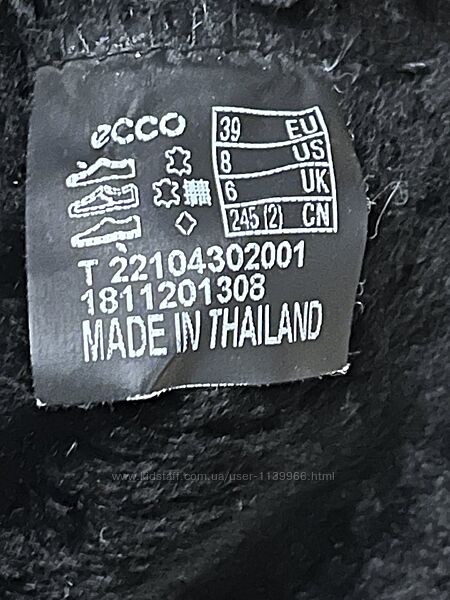 ecco
39 EU
8 US
6 UK
245 (2) CN
T 22104302001
1811201308
MADE IN THAILAND
www.kidstaff.com.ua/user-1139966.html